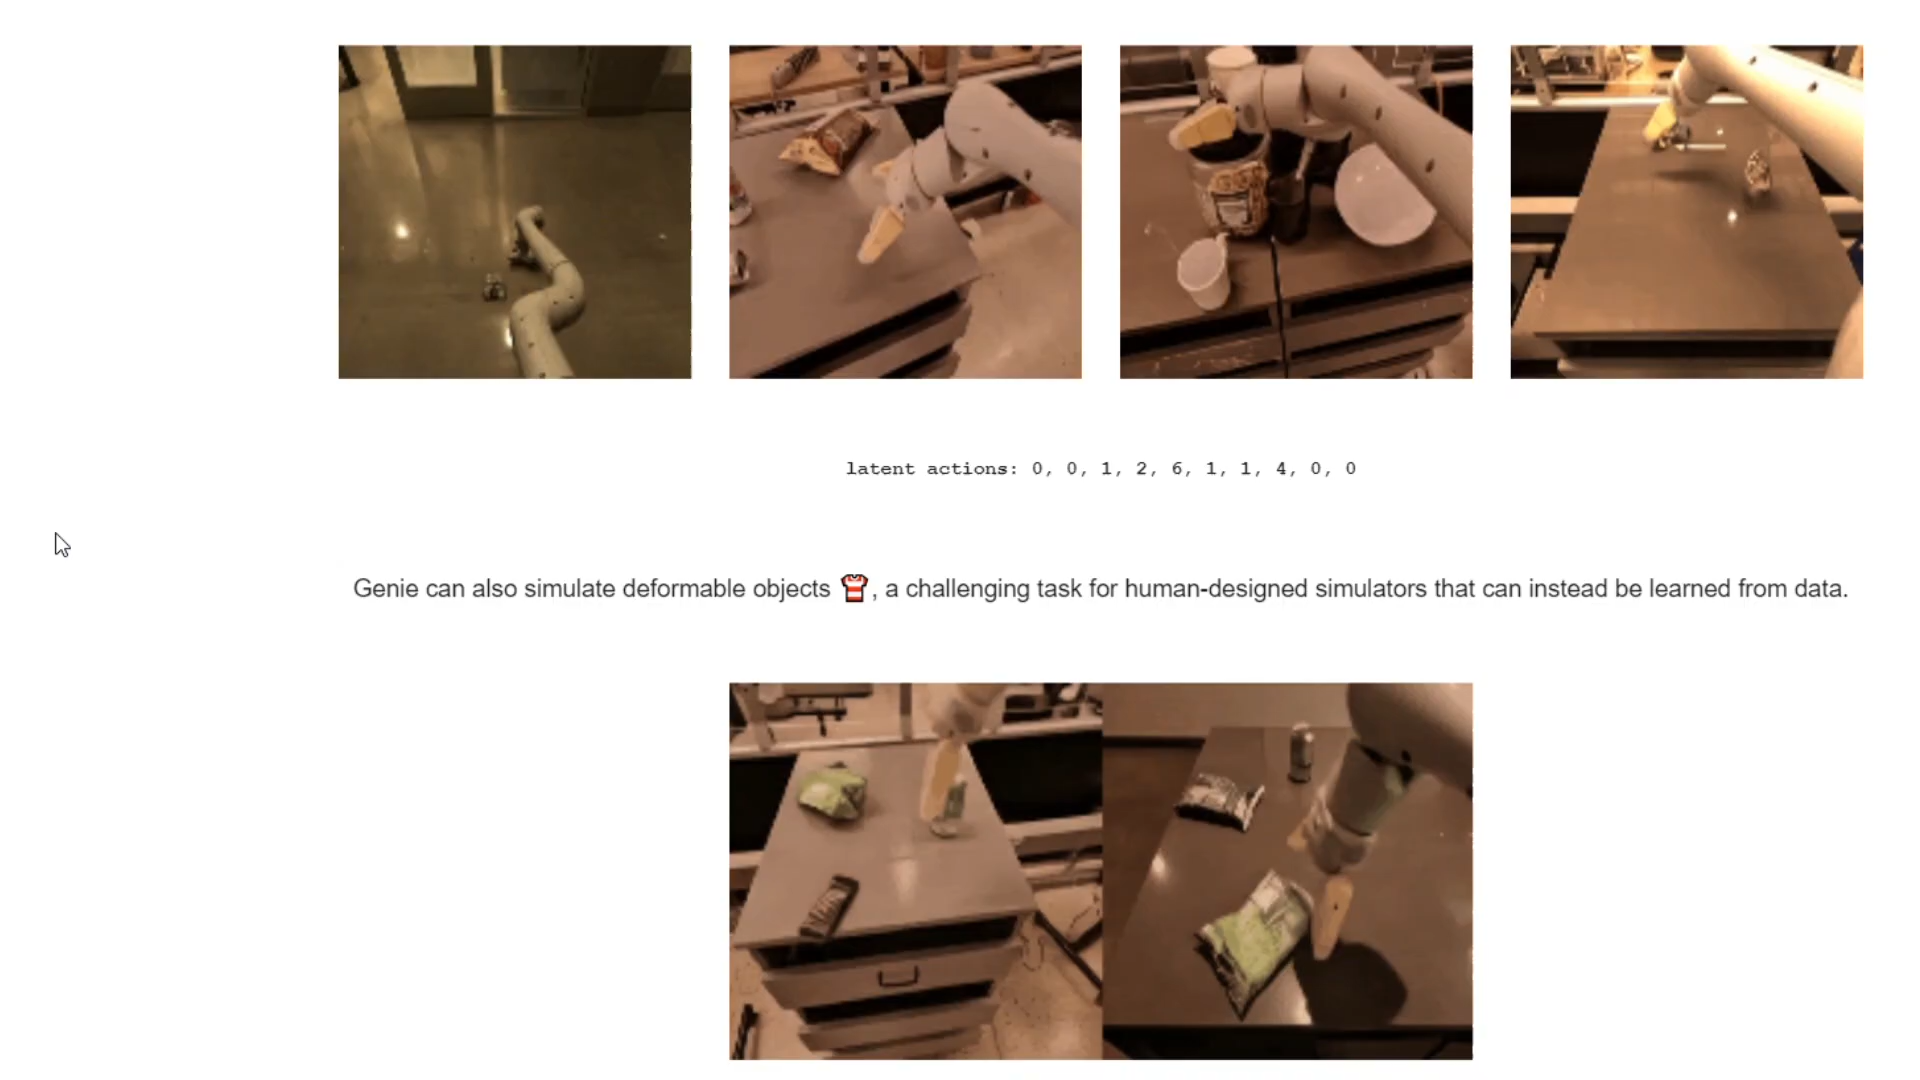 latent actions: 0, 0, 1, 2, 6, 1, 1, 4, 0, 0
Genie can also simulate deformable objects 👕, a challenging task for human-designed simulators that can instead be learned from data.